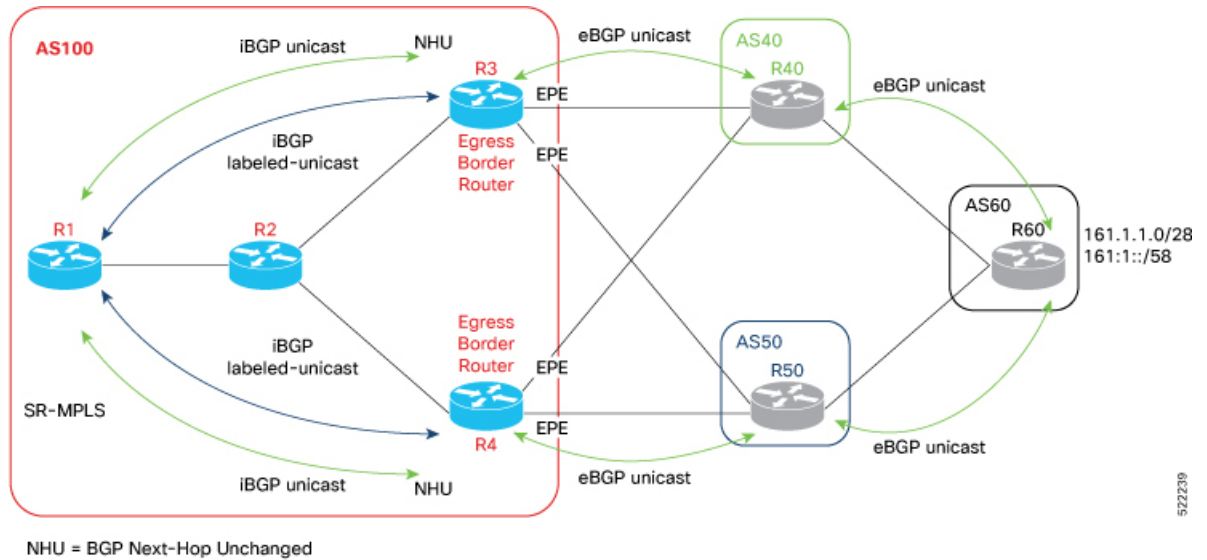 AS100
iBGP unicast
NHU
eBGP unicast
AS40
R40
eBGP unicast
R3
EPE
iBGP
labeled-unicast
Egress
Border
Router
EPE
R1
R2
AS60
R60
161.1.1.0/28
161:1::/58
Egress
Border
Router
iBGP
labeled-unicast
EPE
AS50
R50
SR-MPLS
R4
EPE
iBGP unicast
NHU
eBGP unicast
eBGP unicast
522239
NHU = BGP Next-Hop Unchanged